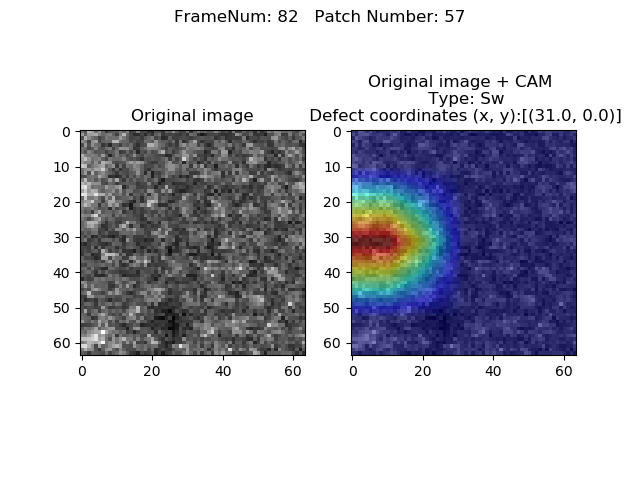 FrameNum: 82   Patch Number: 57
Original image
0
10
20
30
40
50
60
0 20 40 60
Original image + CAM
Type: Sw
Defect coordinates (x, y):[(31.0, 0.0)]
0
10
20
30
40
50
60
0 20 40 60